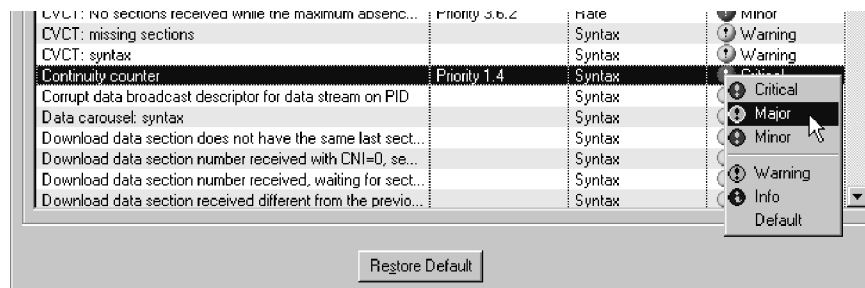 CVCT: No sections received while the maximum absenc... Priority 3.6.2 Rate Minor
CVCT: missing sections Syntax Warning
CVCT: syntax Syntax Warning
Continuity counter Priority 1.4 Syntax Critical
Corrupt data broadcast descriptor for data stream on PID Syntax
Data carousel: syntax Syntax
Download data section does not have the same last sect... Syntax
Download data section number received with CNI=0, se... Syntax
Download data section number received, waiting for sect... Syntax
Download data section received different from the previo... Syntax
Critical
Major
Minor
Warning
Info
Default
Restore Default